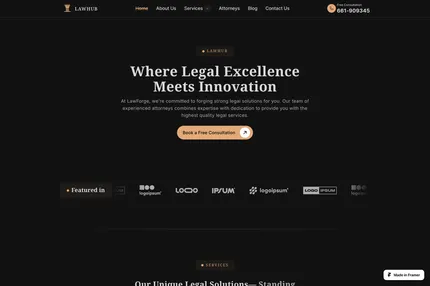 LAWHUB
Home
About Us
Services
Attorneys
Blog
Contact Us
Free Consultation
661-909345
LAWHUB
Where Legal Excellence
Meets Innovation
At LawForge, we're committed to forging strong legal solutions for you. Our team of
experienced attorneys combines expertise with dedication to provide you with the
highest quality legal services.
Book a Free Consultation
Featured in
logoipsum
LOGO
IPSUM
logoipsum
LOGO IPSUM
SERVICES
Our Unique Legal Solutions— Standing
Made in Framer